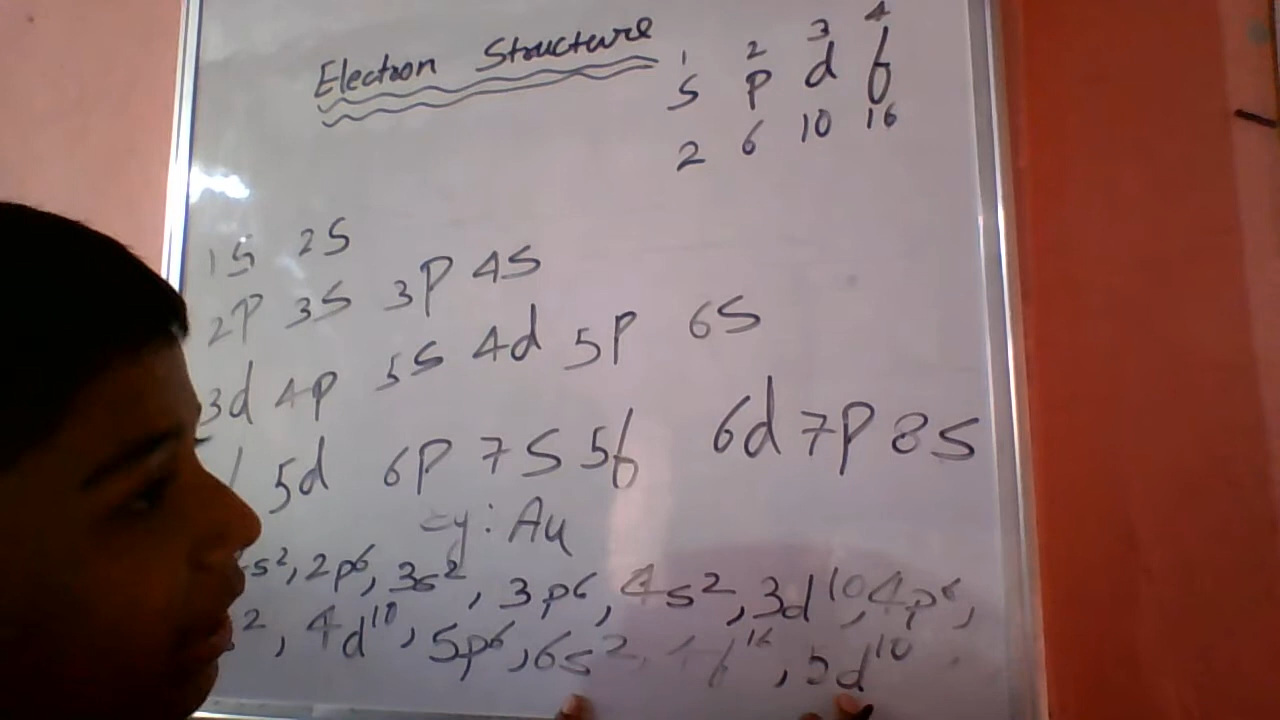 Electron Structure
1 2 3 4
s p d f
2 6 10 16
1s 2s
2p 3s 3p 4s
3d 4p 5s 4d 5p 6s
5d 6p 7s 5f 6d 7p 8s
eg: Au
s², 2p⁶, 3s², 3p⁶, 4s², 3d¹⁰, 4p⁶,
², 4d¹⁰, 5p⁶, 6s², f¹⁶, 5d¹⁰